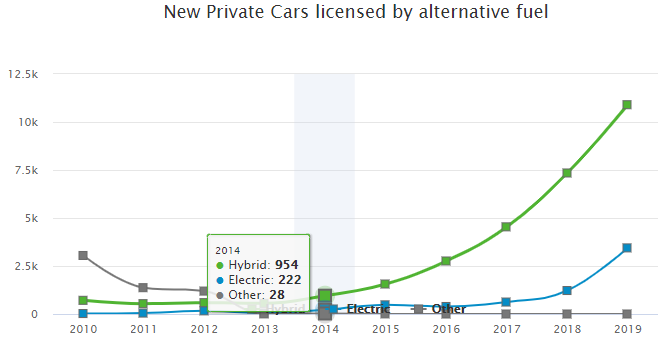 New Private Cars licensed by alternative fuel
12.5k
10k
7.5k
5k
2.5k
0
2014
Hybrid: 954
Electric: 222
Other: 28
Hybrid Electric Other
2010 2011 2012 2013 2014 2015 2016 2017 2018 2019